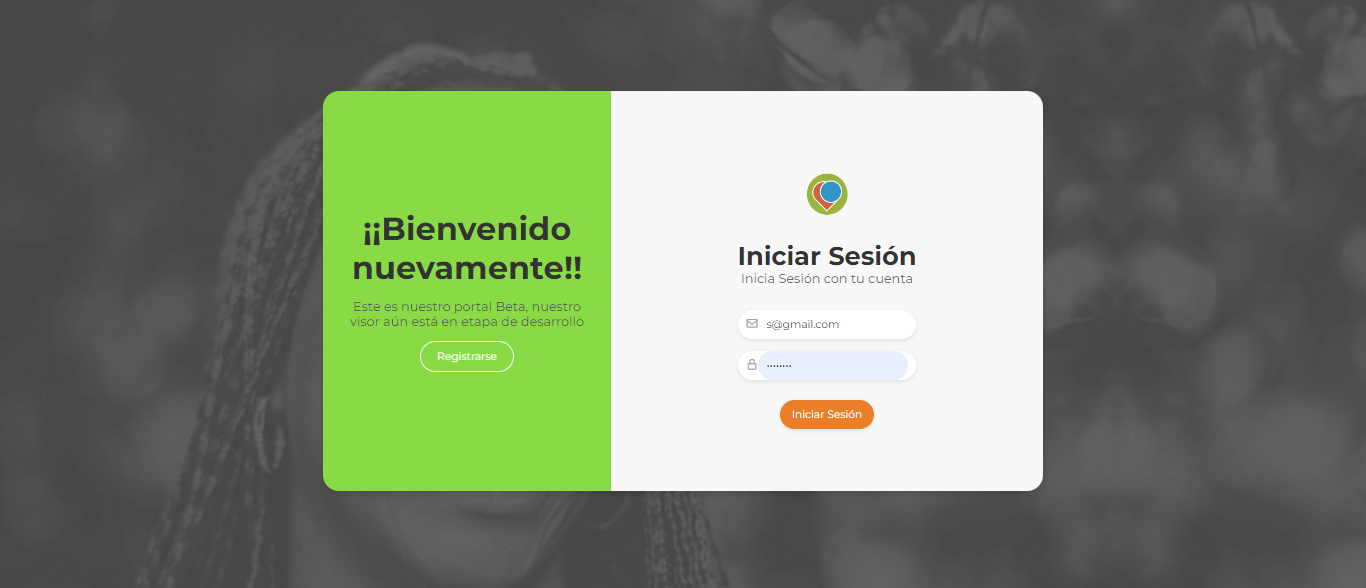 ¡¡Bienvenido
nuevamente!!
Este es nuestro portal Beta, nuestro
visor aún está en etapa de desarrollo
Registrarse
Iniciar Sesión
Inicia Sesión con tu cuenta
s@gmail.com
••••••••
Iniciar Sesión